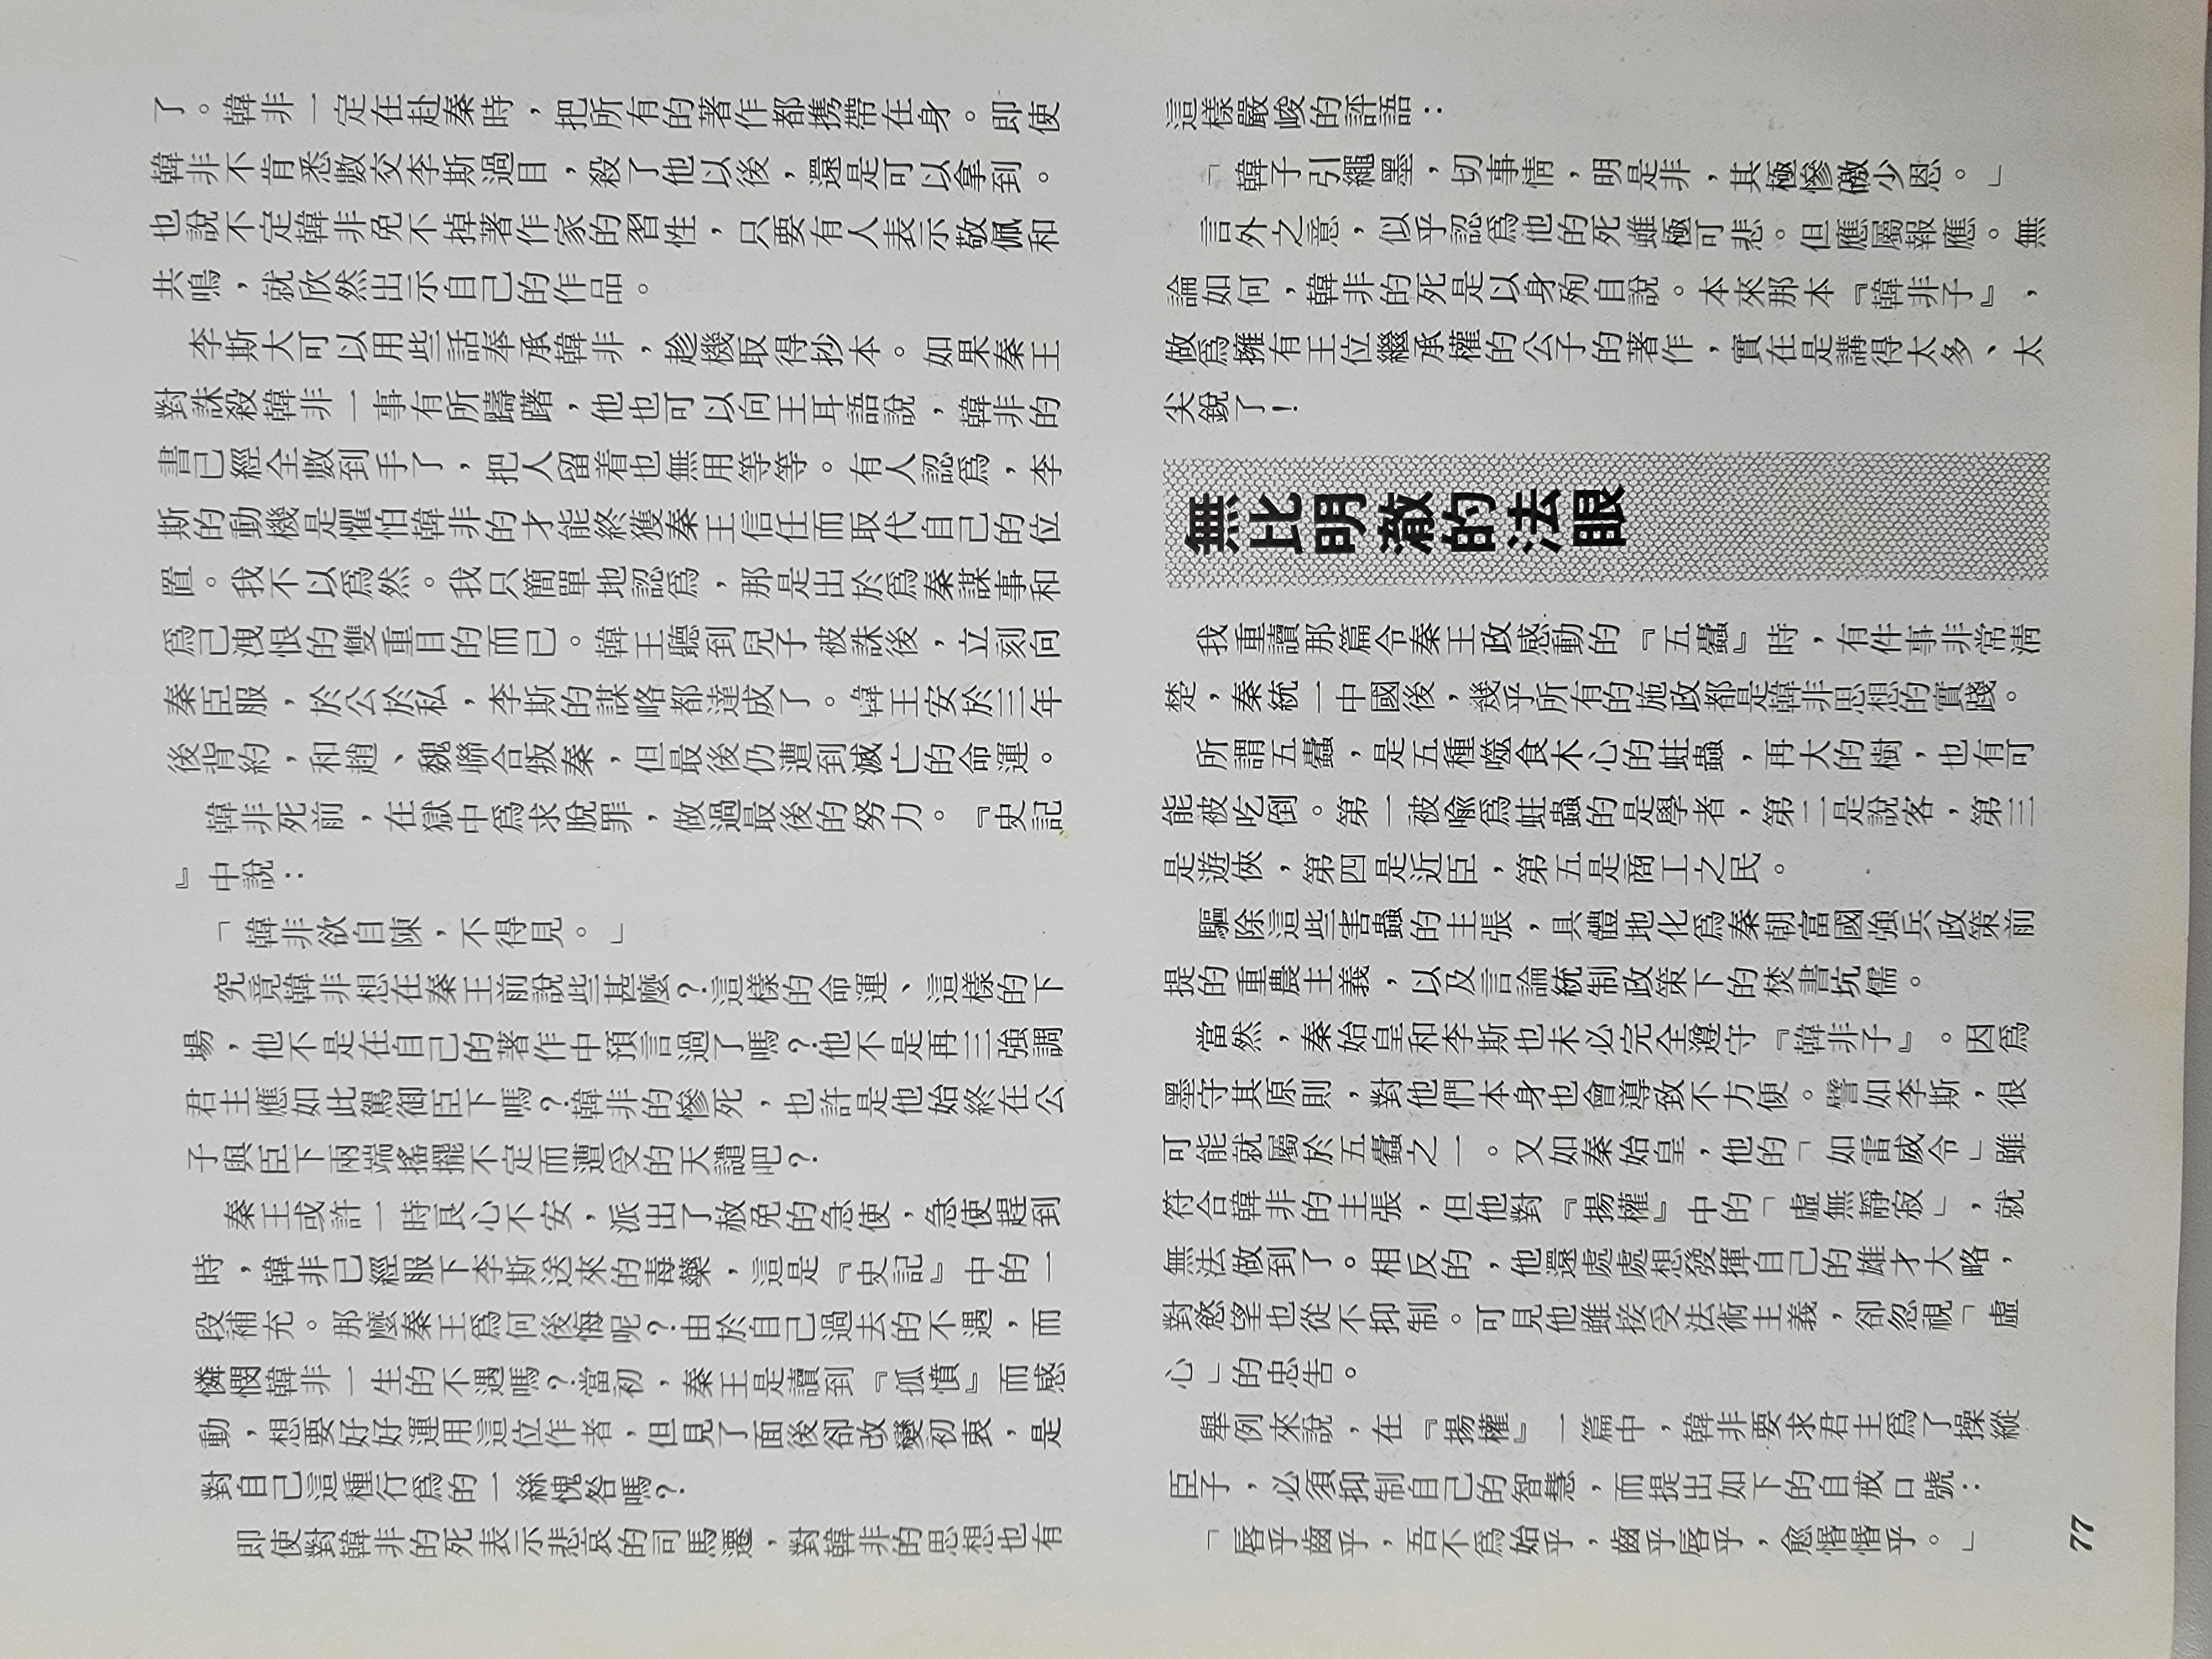 了。韓非一定在赴秦時，把所有的著作都携帶在身。即使
韓非不肯悉數交李斯過目，殺了他以後，還是可以拿到。
也說不定韓非免不掉著作家的習性，只要有人表示敬佩和
共鳴，就欣然出示自己的作品。
李斯大可以用些話奉承韓非，趁機取得抄本。如果秦王
對誅殺韓非一事有所躊躇，他也可以向王耳語說，韓非的
書已經全數到手了，把人留着也無用等等。有人認爲，李
斯的動機是懼怕韓非的才能終獲秦王信任而取代自己的位
置。我不以爲然。我只簡單地認爲，那是出於爲秦謀事和
爲己洩恨的雙重目的而已。韓王聽到兒子被誅後，立刻向
秦臣服，於公於私，李斯的謀略都達成了。韓王安於三年
後背約，和趙、魏聯合叛秦，但最後仍遭到滅亡的命運。
韓非死前，在獄中爲求脫罪，做過最後的努力。『史記
』中說：
「韓非欲自陳，不得見。」
究竟韓非想在秦王前說些甚麼？這樣的命運、這樣的下
場，他不是在自己的著作中預言過了嗎？他不是再三強調
君主應如此駕御臣下嗎？韓非的慘死，也許是他始終在公
子與臣下兩端搖擺不定而遭受的天譴吧？
秦王或許一時良心不安，派出了赦免的急使，急使趕到
時，韓非已經服下李斯送來的毒藥，這是『史記』中的一
段補充。那麼秦王爲何後悔呢？由於自己過去的不遇，而
憐憫韓非一生的不遇嗎？當初，秦王是讀到『孤憤』而感
動，想要好好運用這位作者，但見了面後卻改變初衷，是
對自己這種行爲的一絲愧咎嗎？
即使對韓非的死表示悲哀的司馬遷，對韓非的思想也有
這樣嚴峻的評語：
「韓子引繩墨，切事情，明是非，其極慘礉少恩。」
言外之意，似乎認爲他的死雖極可悲。但應屬報應。無
論如何，韓非的死是以身殉自說。本來那本『韓非子』，
做爲擁有王位繼承權的公子的著作，實在是講得太多、太
尖銳了！
無比明澈的法眼
我重讀那篇令秦王政感動的『五蠹』時，有件事非常淸
楚，秦統一中國後，幾乎所有的施政都是韓非思想的實踐。
所謂五蠹，是五種噬食木心的蛀蟲，再大的樹，也有可
能被吃倒。第一被喩爲蛀蟲的是學者，第二是說客，第三
是遊俠，第四是近臣，第五是商工之民。
驅除這些害蟲的主張，具體地化爲秦朝富國強兵政策前
提的重農主義，以及言論統制政策下的焚書坑儒。
當然，秦始皇和李斯也未必完全遵守『韓非子』。因爲
墨守其原則，對他們本身也會導致不方便。譬如李斯，很
可能就屬於五蠹之一。又如秦始皇，他的「如雷威令」雖
符合韓非的主張，但他對『揚權』中的「虛無靜寂」，就
無法做到了。相反的，他還處處想發揮自己的雄才大略，
對慾望也從不抑制。可見他雖接受法術主義，卻忽視「虛
心」的忠告。
舉例來說，在『揚權』一篇中，韓非要求君主爲了操縱
臣子，必須抑制自己的智慧，而提出如下的自戒口號：
「唇乎齒乎，吾不爲始乎，齒乎唇乎，愈惛惛乎。」
77